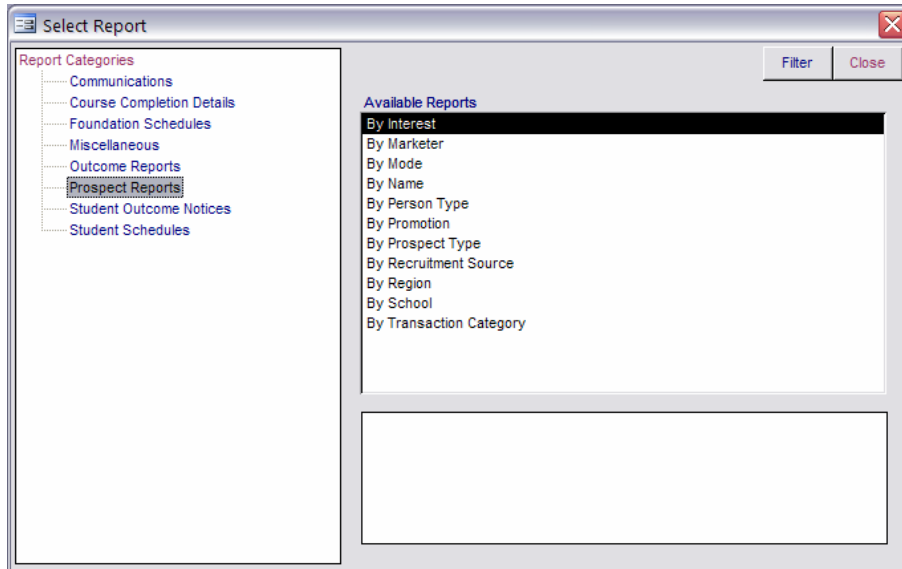 Select Report
Report Categories
Communications
Course Completion Details
Foundation Schedules
Miscellaneous
Outcome Reports
Prospect Reports
Student Outcome Notices
Student Schedules
Filter
Close
Available Reports
By Interest
By Marketer
By Mode
By Name
By Person Type
By Promotion
By Prospect Type
By Recruitment Source
By Region
By School
By Transaction Category